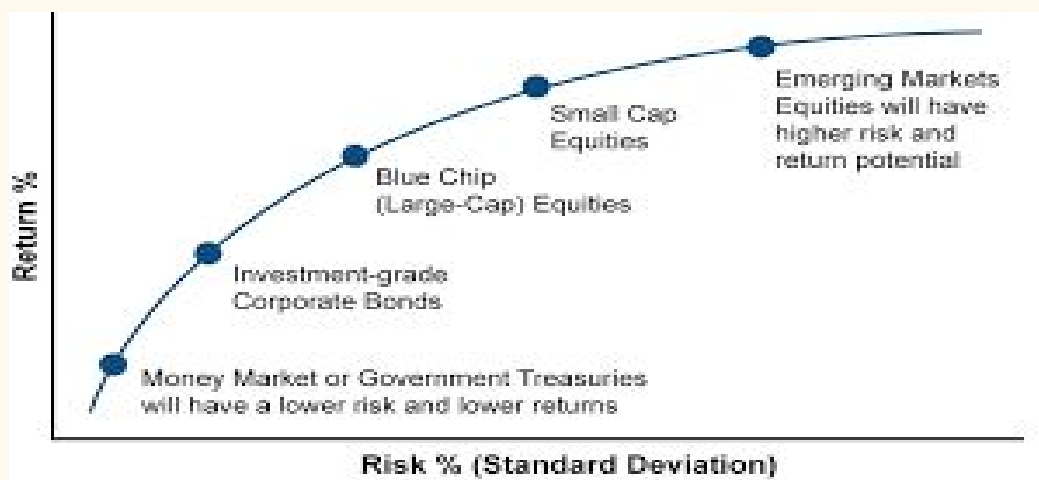 Emerging Markets
Equities will have
higher risk and
return potential
Small Cap
Equities
Blue Chip
(Large-Cap) Equities
Return %
Investment-grade
Corporate Bonds
Money Market or Government Treasuries
will have a lower risk and lower returns
Risk % (Standard Deviation)